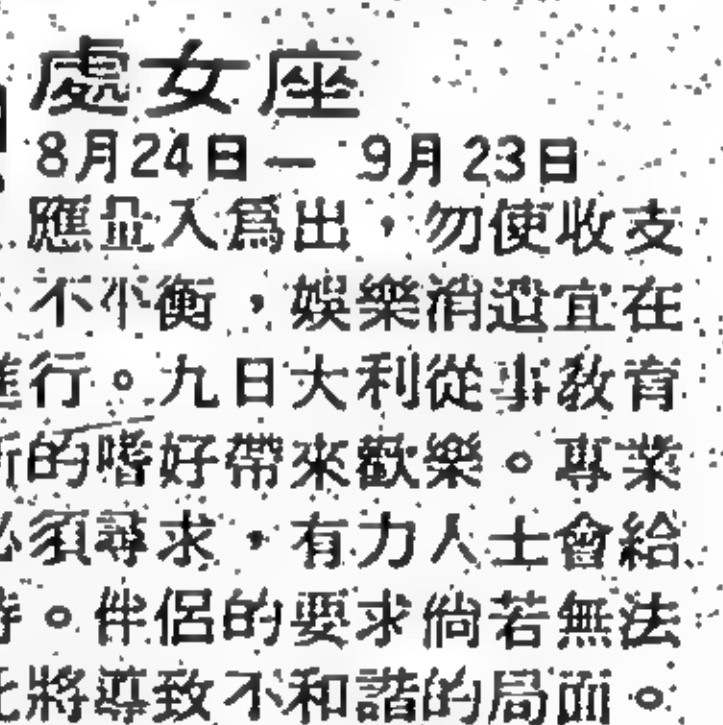 處女座
8月24日一 9月23日
應量入爲出，勿使收支
不平衡，娛樂消遣宜在
進行。九日大利從事教育
的嗜好帶來歡樂。專業
必須尋求，有力人士會給
。伴侶的要求倘若無法
將導致不和諧的局面。